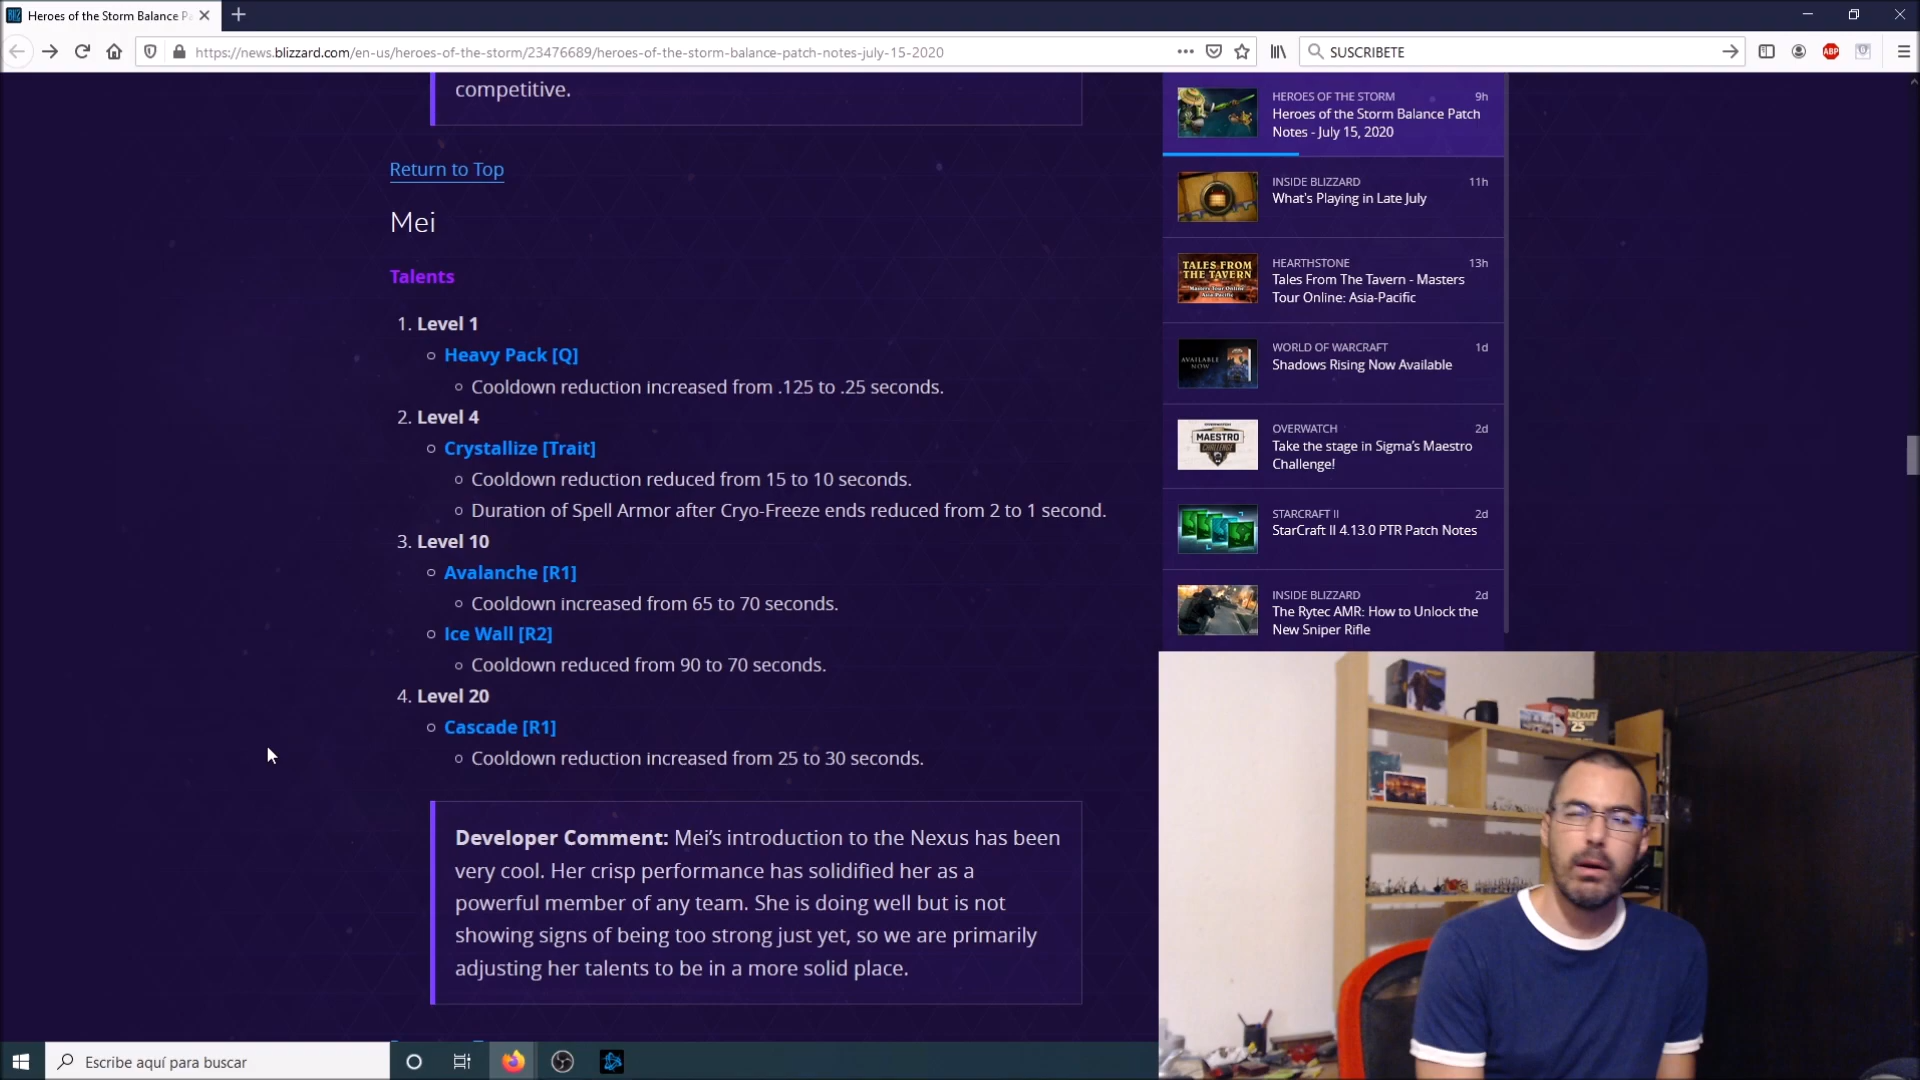 Heroes of the Storm Balance P
https://news.blizzard.com/en-us/heroes-of-the-storm/23476689/heroes-of-the-storm-balance-patch-notes-july-15-2020
SUSCRIBETE
ABP
competitive.
Return to Top
Mei
Talents
1. Level 1
Heavy Pack [Q]
Cooldown reduction increased from .125 to .25 seconds.
2. Level 4
Crystallize [Trait]
Cooldown reduction reduced from 15 to 10 seconds.
Duration of Spell Armor after Cryo-Freeze ends reduced from 2 to 1 second.
3. Level 10
Avalanche [R1]
Cooldown increased from 65 to 70 seconds.
Ice Wall [R2]
Cooldown reduced from 90 to 70 seconds.
4. Level 20
Cascade [R1]
Cooldown reduction increased from 25 to 30 seconds.
Developer Comment: Mei’s introduction to the Nexus has been
very cool. Her crisp performance has solidified her as a
powerful member of any team. She is doing well but is not
showing signs of being too strong just yet, so we are primarily
adjusting her talents to be in a more solid place.
HEROES OF THE STORM 9h
Heroes of the Storm Balance Patch
Notes - July 15, 2020
INSIDE BLIZZARD 11h
What's Playing in Late July
TALES FROM
THE TAVERN
Masters Tour Online:
Asia-Pacific
HEARTHSTONE 13h
Tales From The Tavern - Masters
Tour Online: Asia-Pacific
AVAILABLE
NOW
WORLD OF WARCRAFT 1d
Shadows Rising Now Available
MAESTRO
CHALLENGE
OVERWATCH 2d
Take the stage in Sigma’s Maestro
Challenge!
STARCRAFT II 2d
StarCraft II 4.13.0 PTR Patch Notes
INSIDE BLIZZARD 2d
The Rytec AMR: How to Unlock the
New Sniper Rifle
25
Escribe aquí para buscar